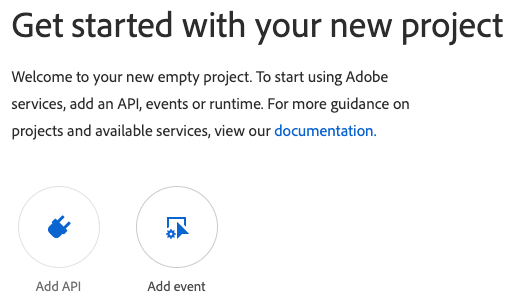 Get started with your new project
Welcome to your new empty project. To start using Adobe
services, add an API, events or runtime. For more guidance on
projects and available services, view our documentation.
Add API
Add event